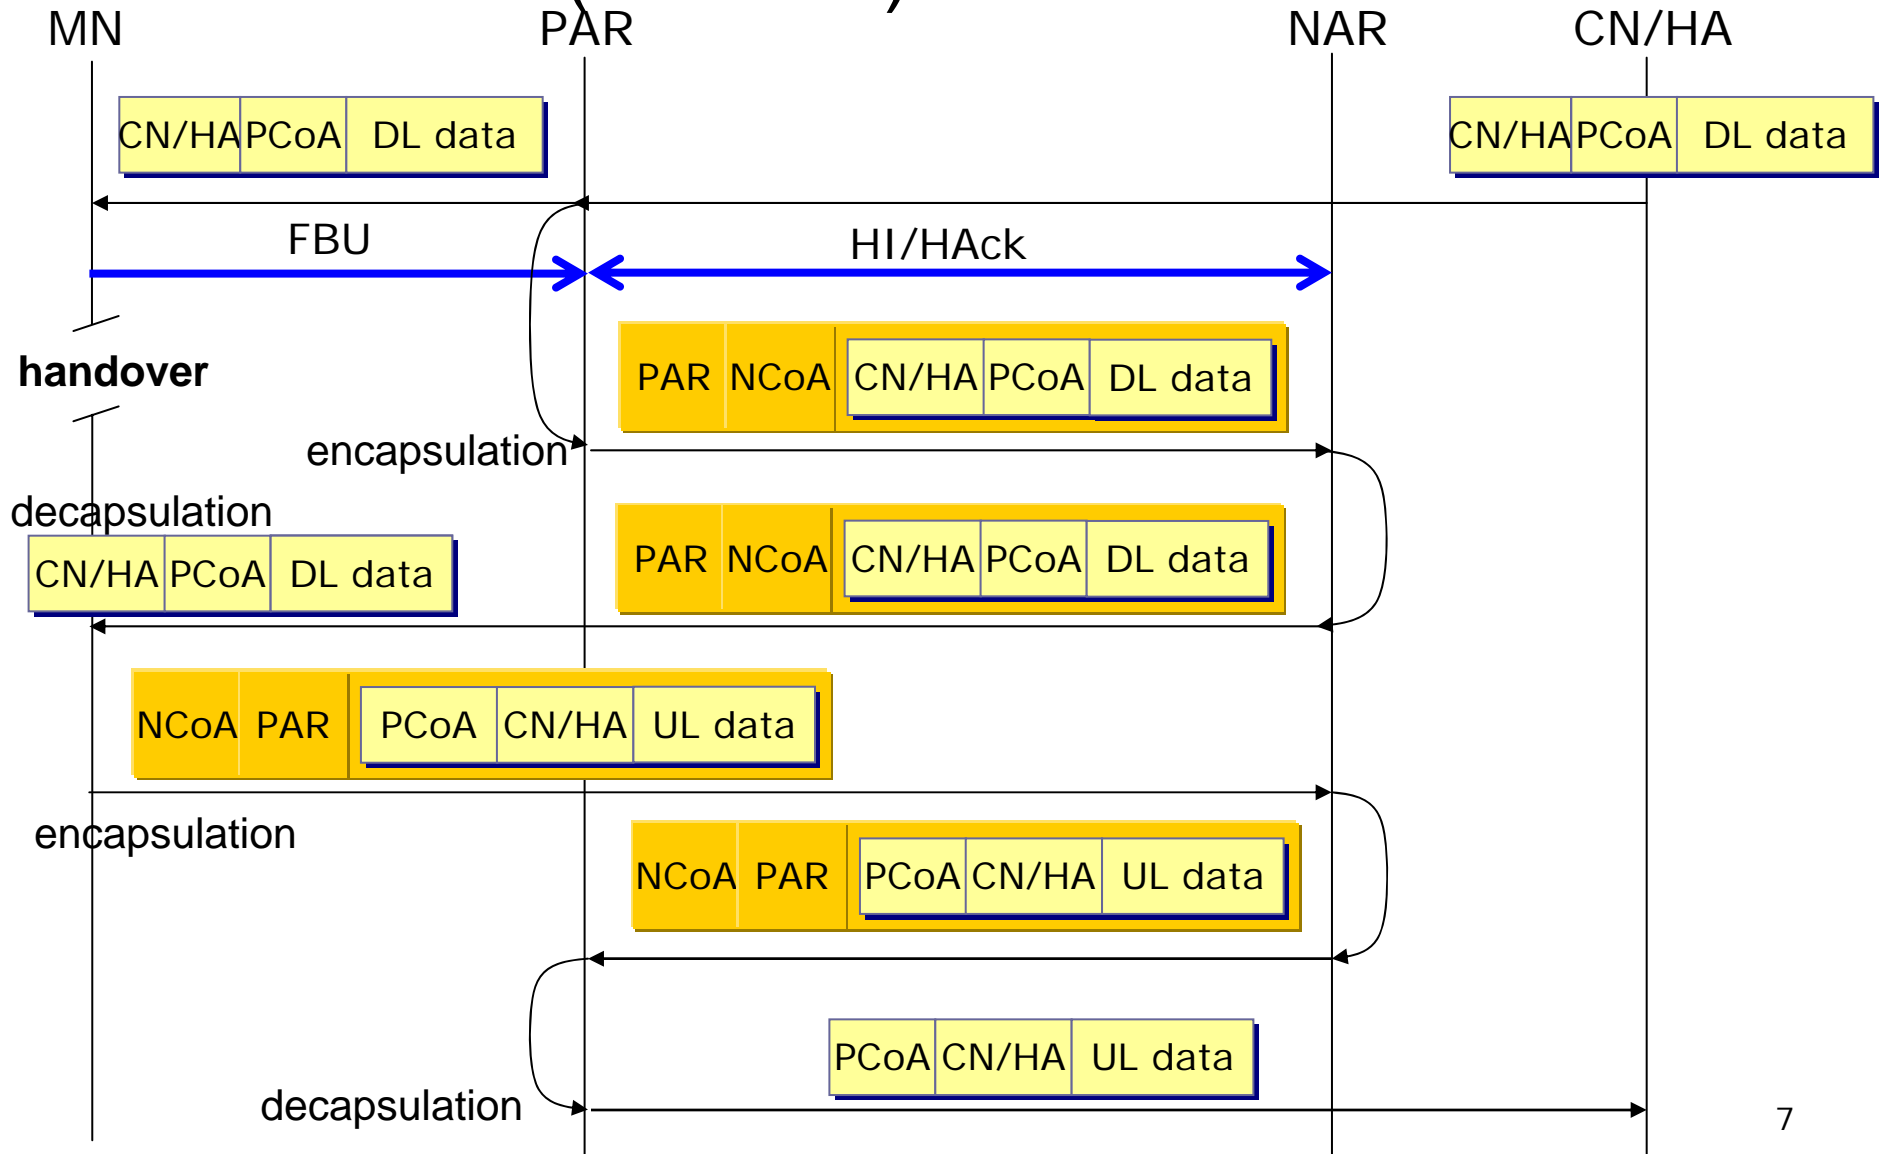 MN PAR NAR CN/HA
CN/HA PCoA DL data CN/HA PCoA DL data
FBU HI/HAck
PAR NCoA CN/HA PCoA DL data
handover
encapsulation
decapsulation
CN/HA PCoA DL data PAR NCoA CN/HA PCoA DL data
NCoA PAR PCoA CN/HA UL data
encapsulation
NCoA PAR PCoA CN/HA UL data
PCoA CN/HA UL data
decapsulation
7